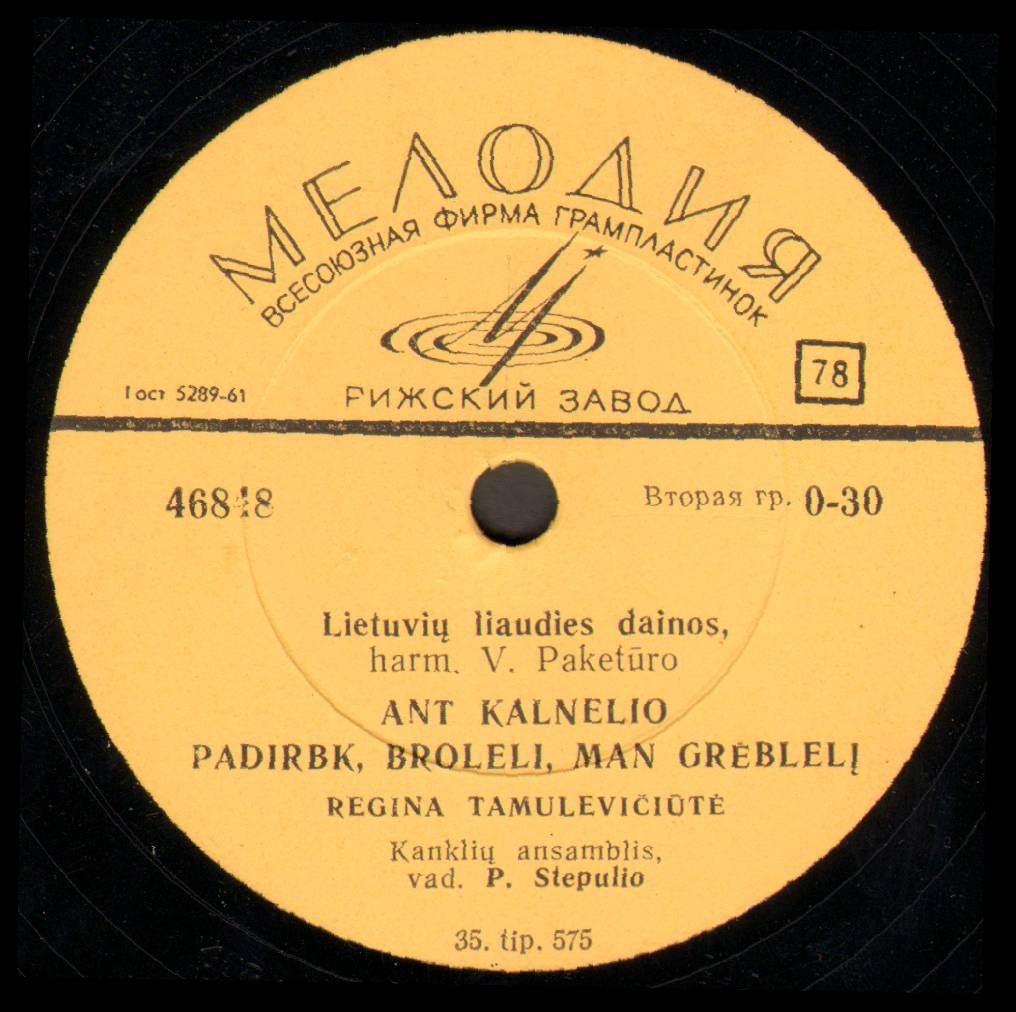 МЕЛОДИЯ
ВСЕСОЮЗНАЯ ФИРМА ГРАМПЛАСТИНОК
РИЖСКИЙ ЗАВОД
78
Гост 5289-61
46848
Вторая гр. 0-30
Lietuvių liaudies dainos,
harm. V. Paketūro
ANT KALNELIO
PADIRBK, BROLELI, MAN GRĖBLELĮ
REGINA TAMULEVIČIŪTĖ
Kanklių ansamblis,
vad. P. Stepulio
35. tip. 575